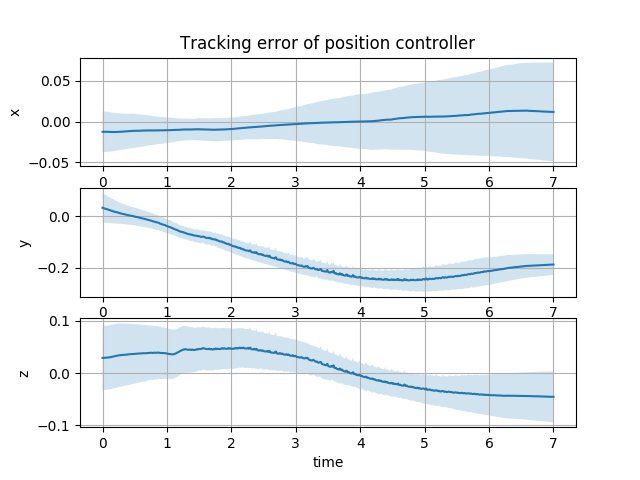 Tracking error of position controller
x
0.05
0.00
−0.05
0 1 2 3 4 5 6 7
y
0.0
−0.2
0 1 2 3 4 5 6 7
z
0.1
0.0
−0.1
0 1 2 3 4 5 6 7
time